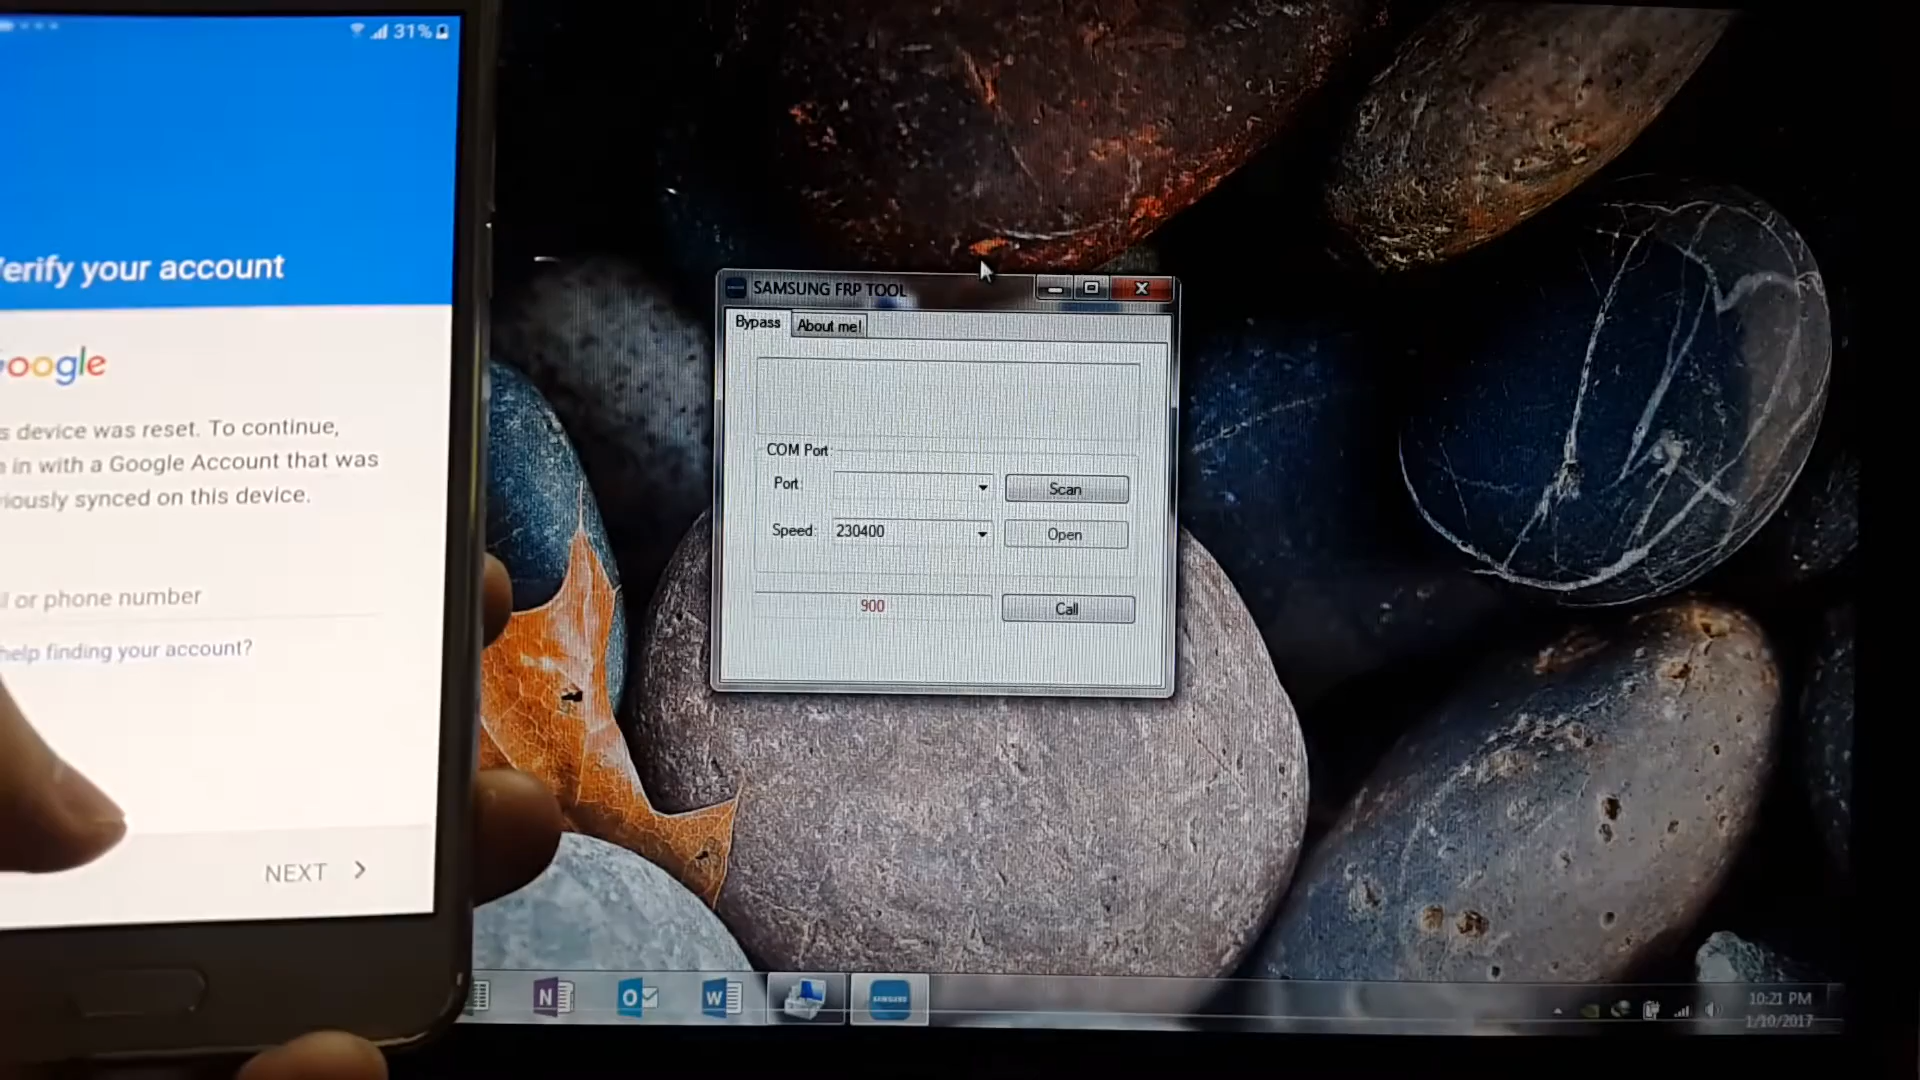 31%
erify your account
oogle
s device was reset. To continue,
in with a Google Account that was
iously synced on this device.
or phone number
help finding your account?
NEXT
SAMSUNG FRP TOOL
Bypass
About me!
COM Port:
Port:
Scan
Speed:
230400
Open
900
Call
N
O
W
SAMSUNG
10:21 PM
1/10/2017